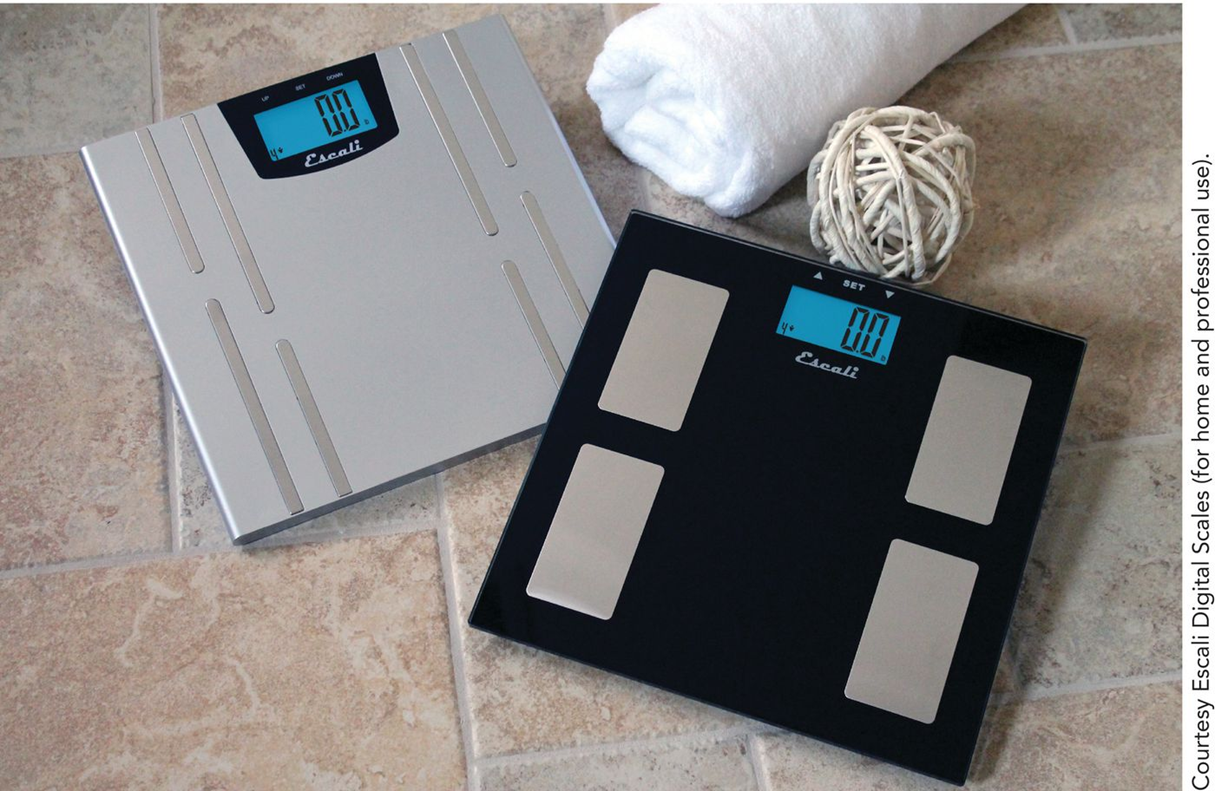 UP SET DOWN
0.0
Escali
▲ SET ▼
0.0
Escali
Courtesy Escali Digital Scales (for home and professional use).